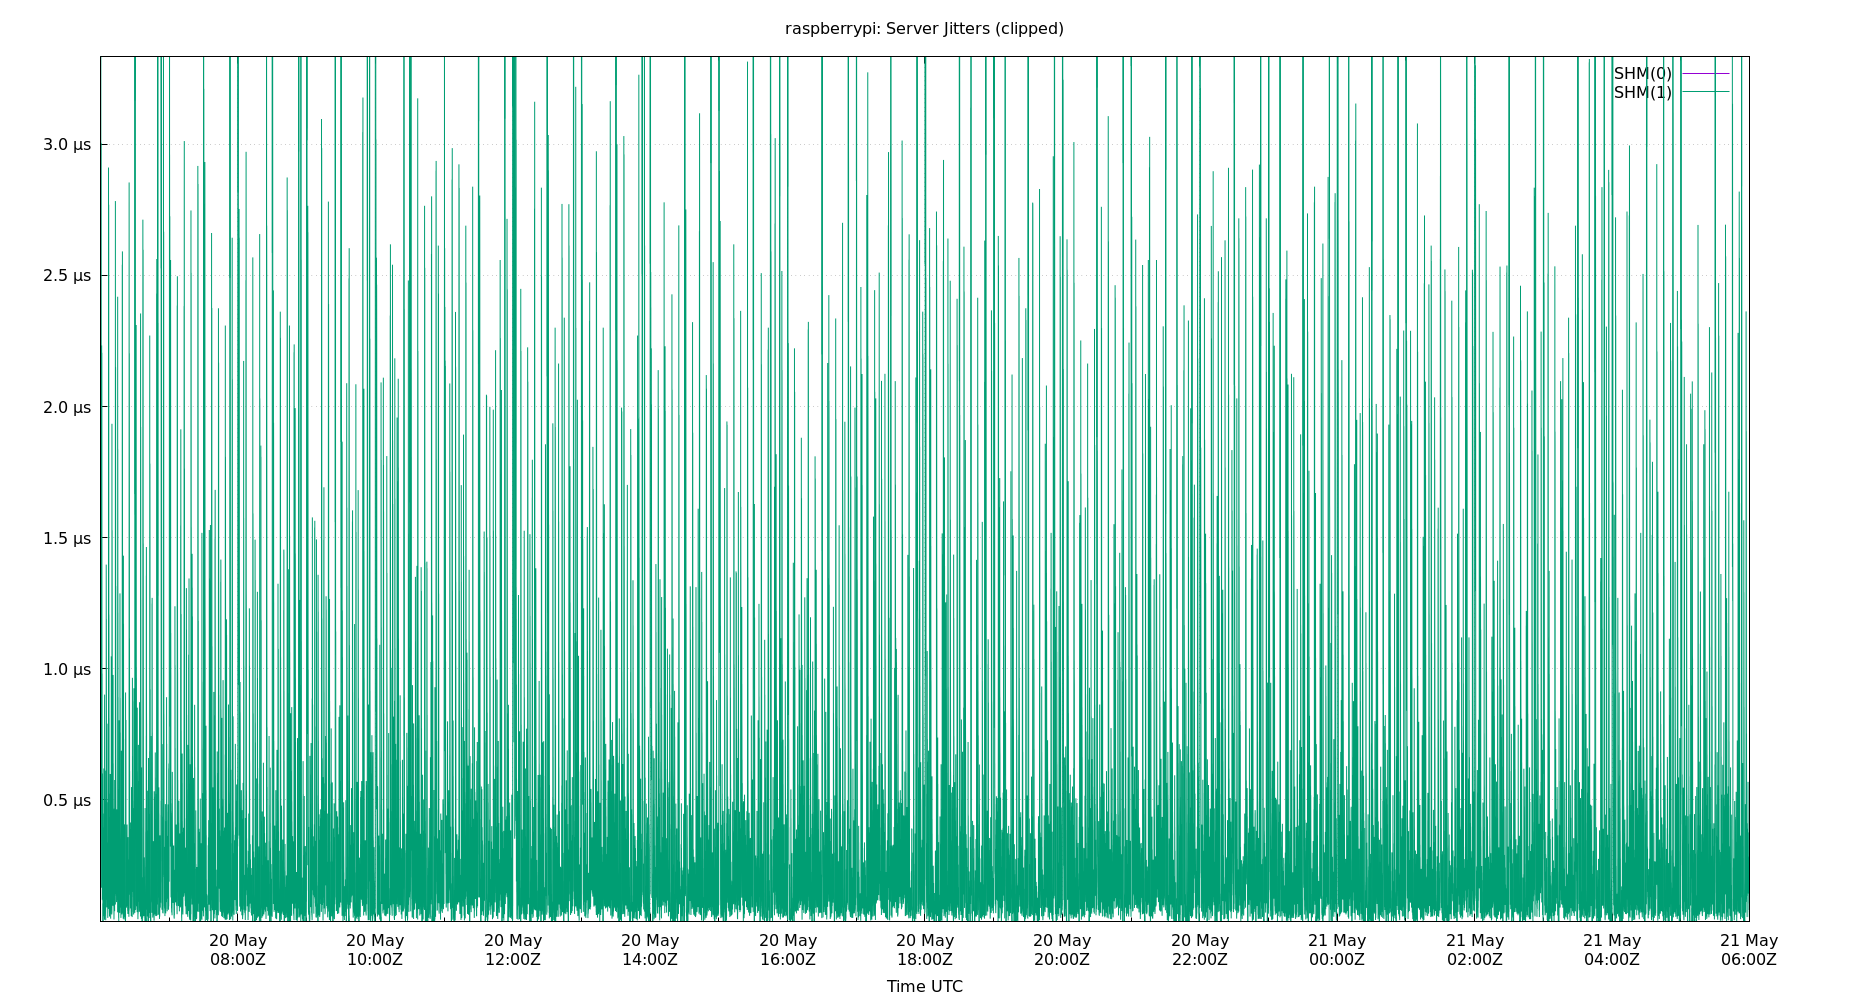 raspberrypi: Server Jitters (clipped)
SHM(0)
SHM(1)
3.0 µs
2.5 µs
2.0 µs
1.5 µs
1.0 µs
0.5 µs
20 May 20 May 20 May 20 May 20 May 20 May 20 May 20 May 21 May 21 May 21 May 21 May
08:00Z 10:00Z 12:00Z 14:00Z 16:00Z 18:00Z 20:00Z 22:00Z 00:00Z 02:00Z 04:00Z 06:00Z
Time UTC